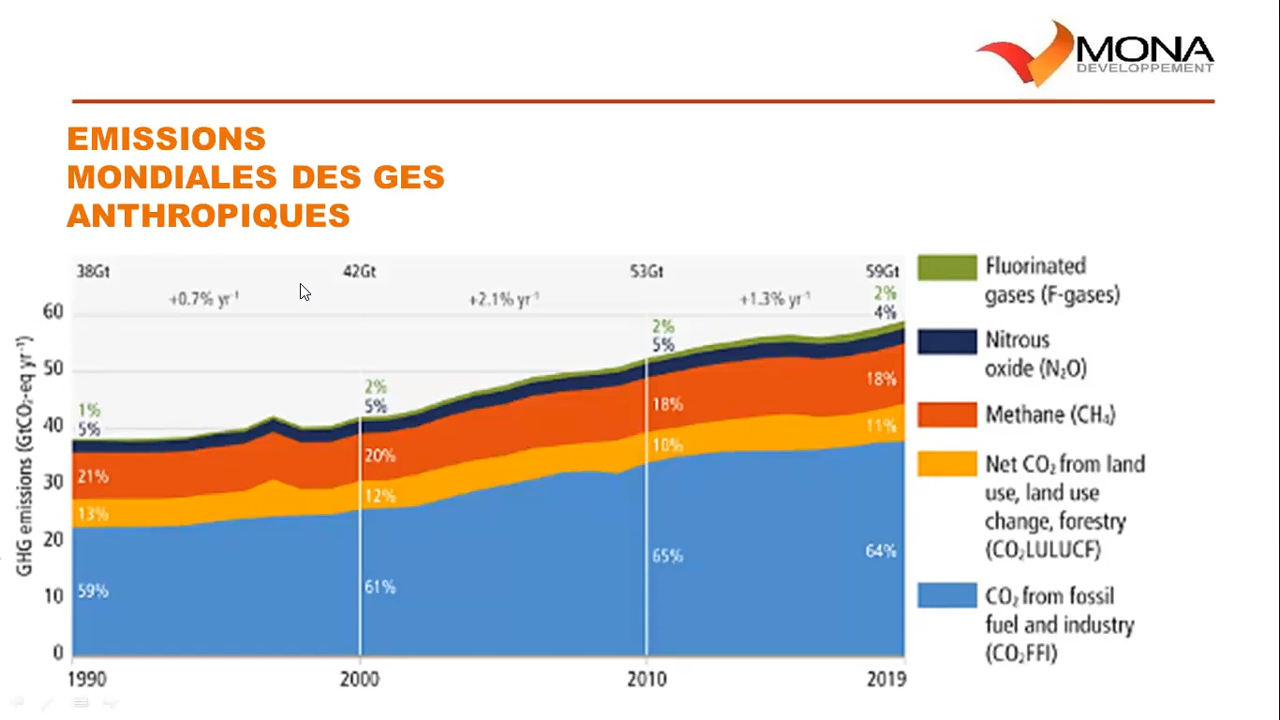 MONA
DEVELOPPEMENT
EMISSIONS
MONDIALES DES GES
ANTHROPIQUES
38Gt 42Gt 53Gt 59Gt
+0.7% yr⁻¹ +2.1% yr⁻¹ +1.3% yr⁻¹
GHG emissions (GtCO₂-eq yr⁻¹)
60
50
40
30
20
10
0
1%
5%
21%
13%
59%
2%
5%
20%
12%
61%
2%
5%
18%
10%
65%
2%
4%
18%
11%
64%
1990 2000 2010 2019
Fluorinated
gases (F-gases)
Nitrous
oxide (N₂O)
Methane (CH₄)
Net CO₂ from land
use, land use
change, forestry
(CO₂LULUCF)
CO₂ from fossil
fuel and industry
(CO₂FFI)